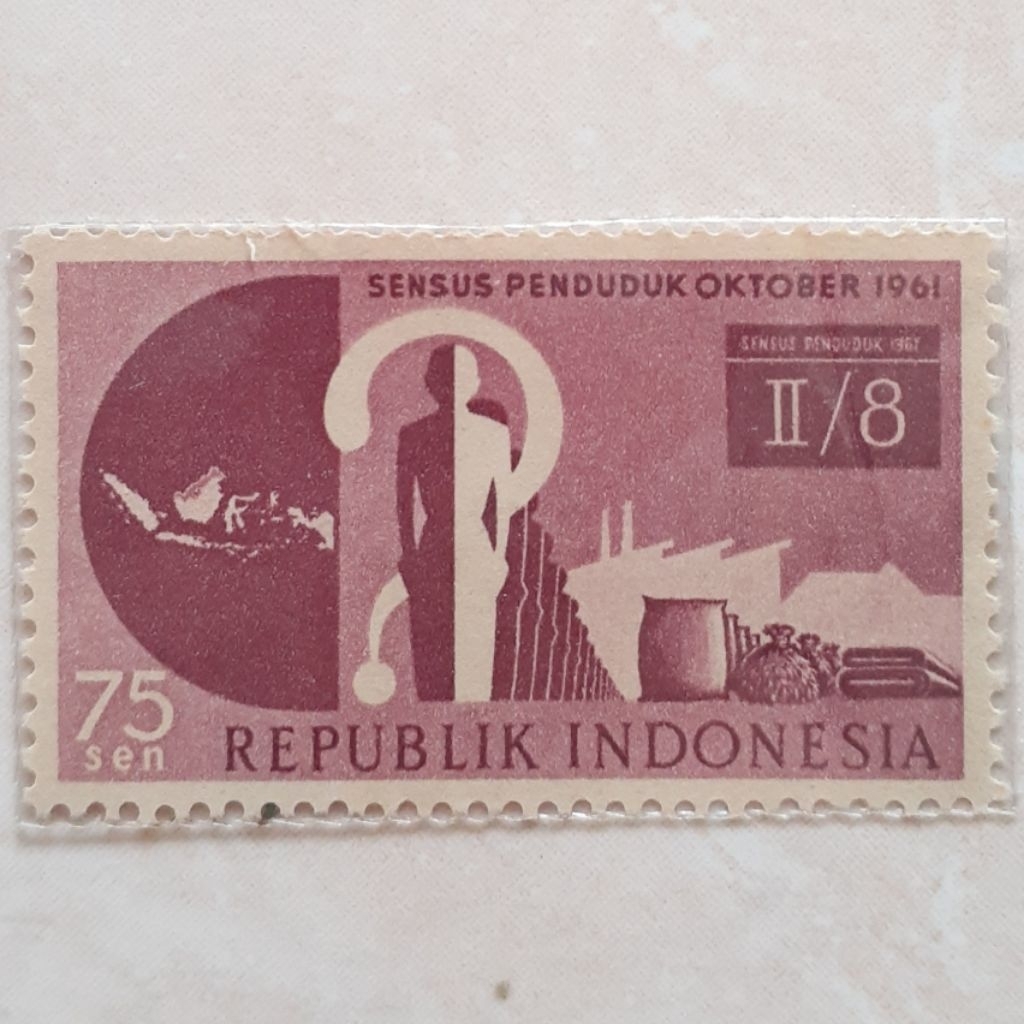 SENSUS PENDUDUK OKTOBER 1961
SENSUS PENDUDUK 1961
II/8
75
sen
REPUBLIK INDONESIA